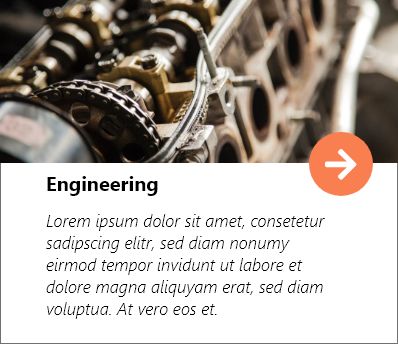 Engineering
Lorem ipsum dolor sit amet, consetetur
sadipscing elitr, sed diam nonumy
eirmod tempor invidunt ut labore et
dolore magna aliquyam erat, sed diam
voluptua. At vero eos et.